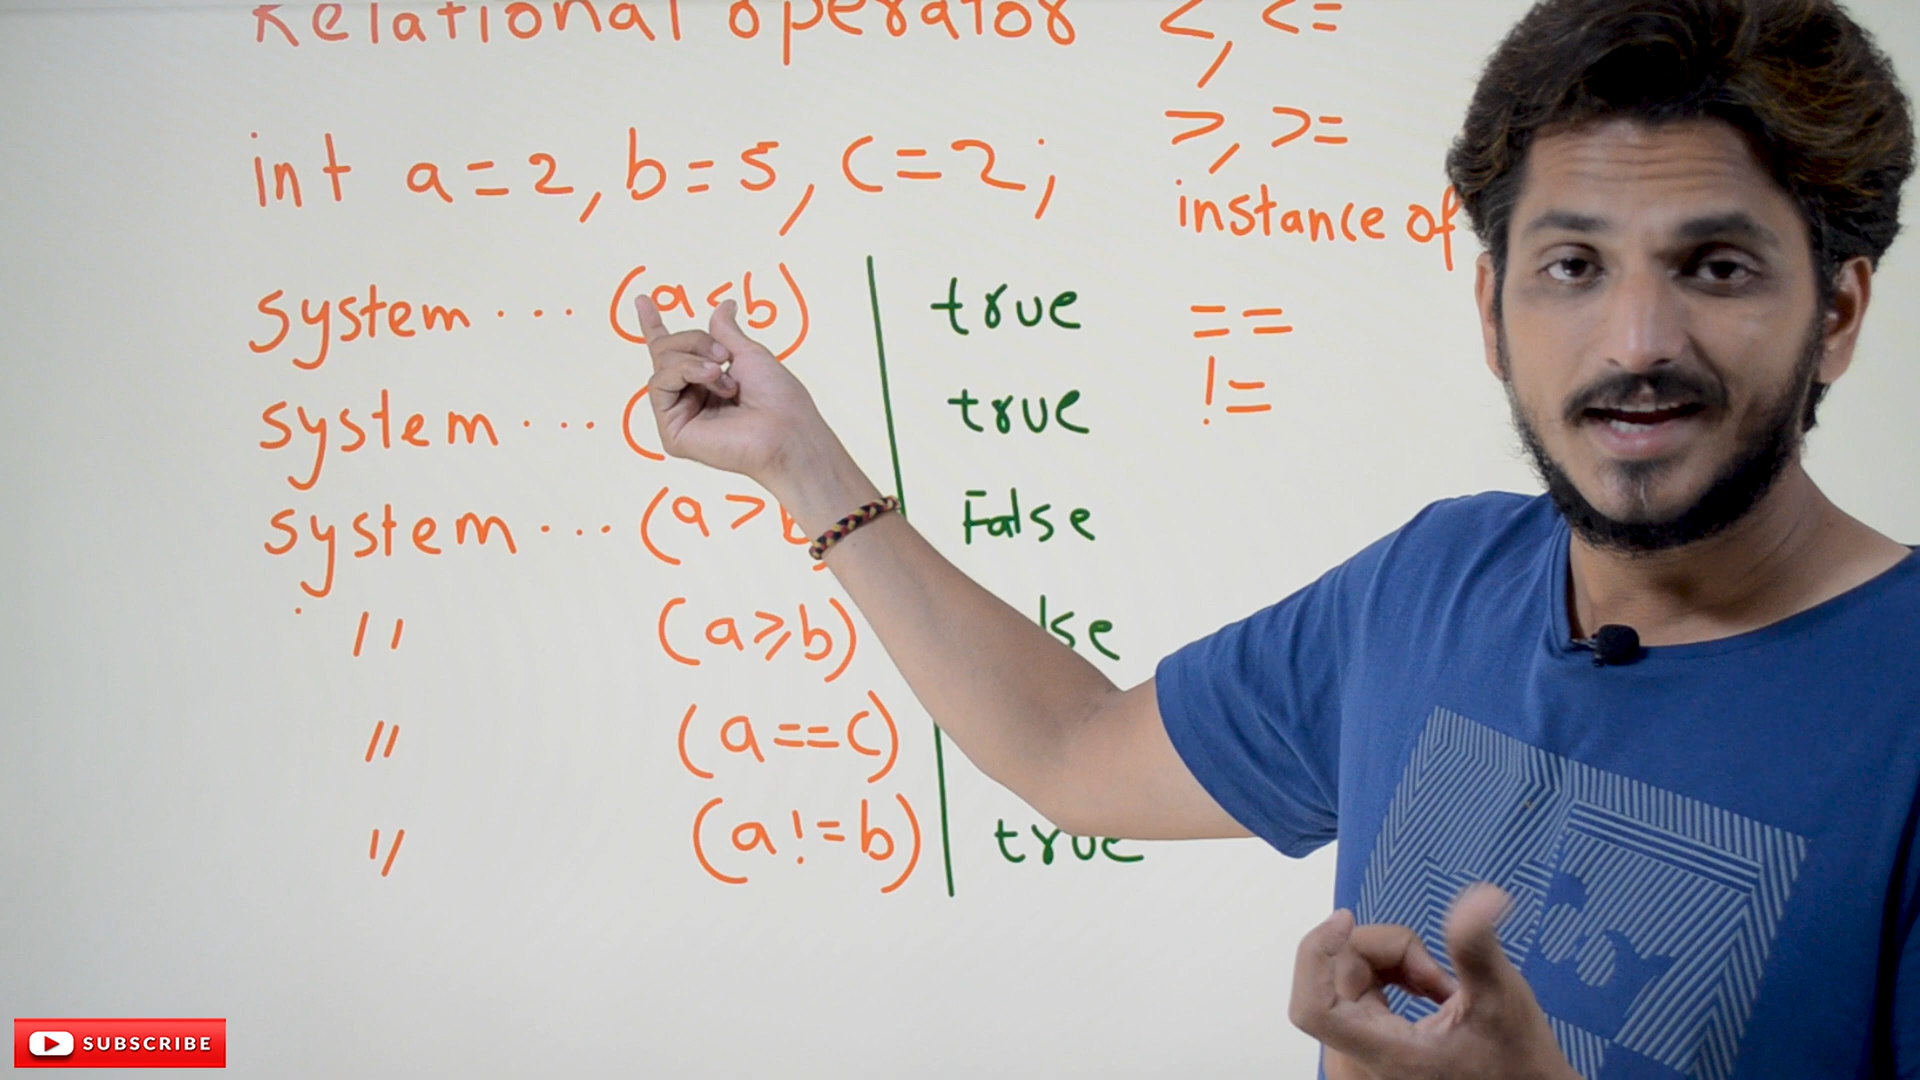 Relational operator <, <=
int a=2, b=5, c=2; >, >=
instance of
system ... (a<b) true ==
system ... ( true !=
system ... (a>b False
" (a≥b) lse
" (a==c)
" (a!=b) true
SUBSCRIBE